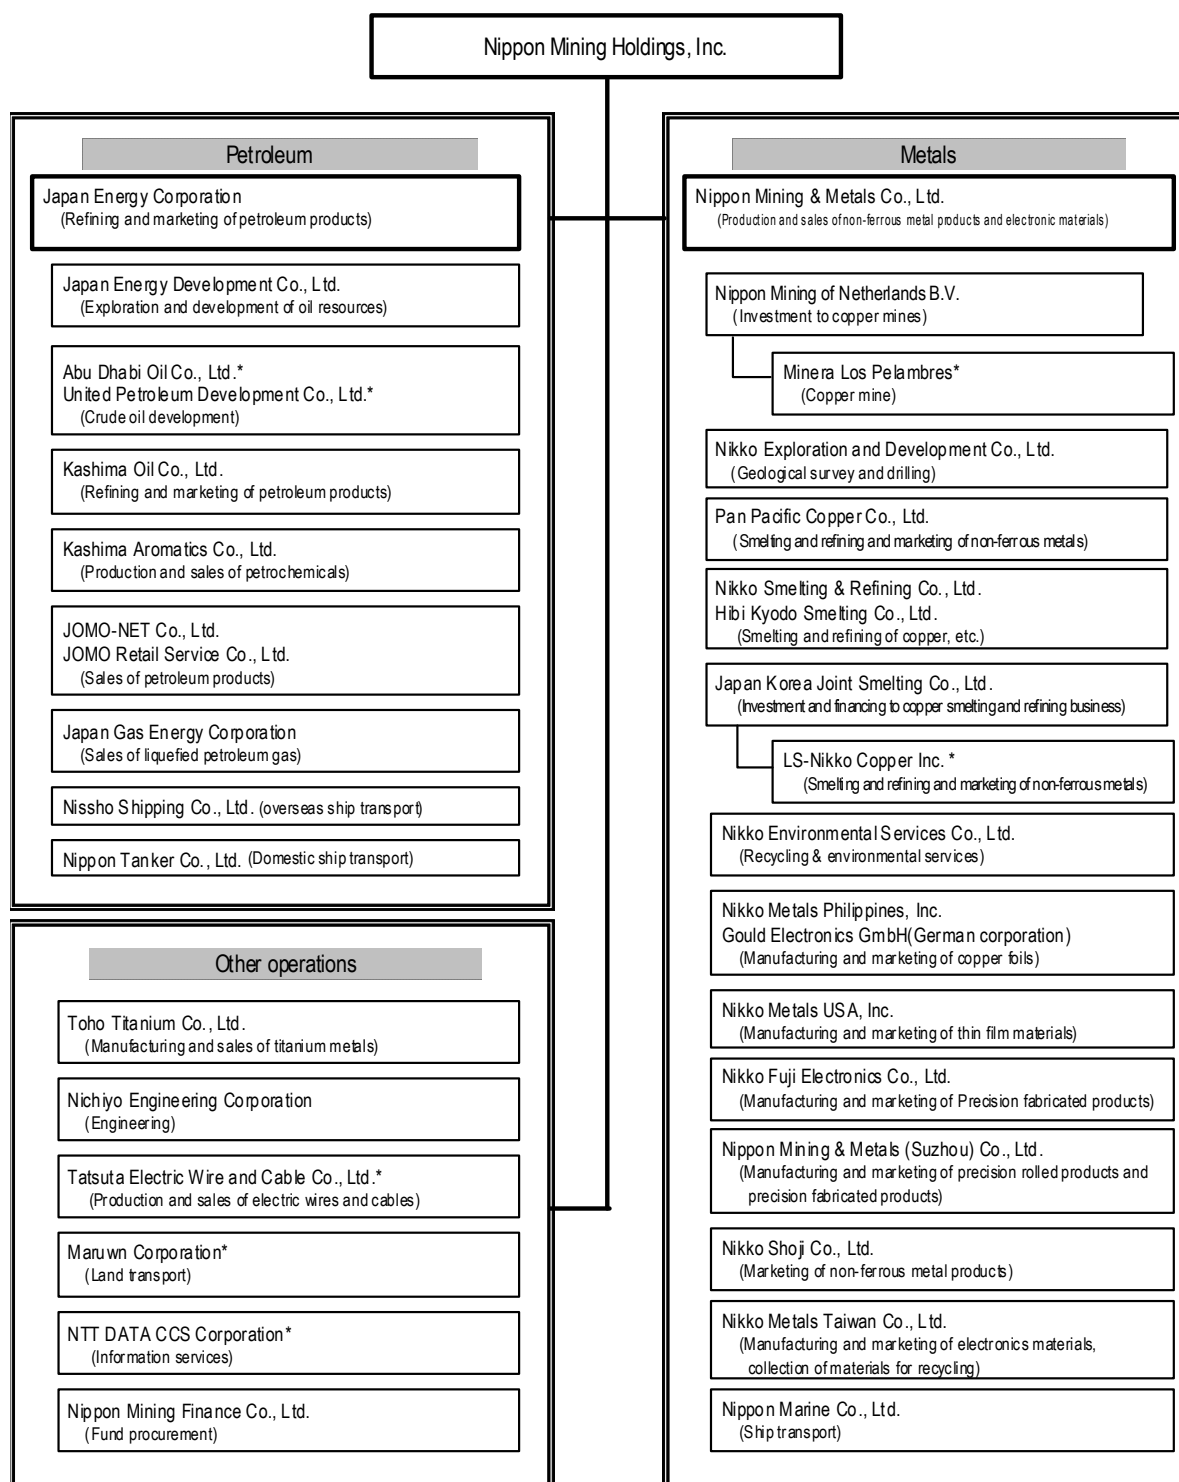 Nippon Mining Holdings, Inc.
Petroleum
Japan Energy Corporation
(Refining and marketing of petroleum products)
Japan Energy Development Co., Ltd.
(Exploration and development of oil resources)
Abu Dhabi Oil Co., Ltd.*
United Petroleum Development Co., Ltd.*
(Crude oil development)
Kashima Oil Co., Ltd.
(Refining and marketing of petroleum products)
Kashima Aromatics Co., Ltd.
(Production and sales of petrochemicals)
JOMO-NET Co., Ltd.
JOMO Retail Service Co., Ltd.
(Sales of petroleum products)
Japan Gas Energy Corporation
(Sales of liquefied petroleum gas)
Nissho Shipping Co., Ltd. (overseas ship transport)
Nippon Tanker Co., Ltd. (Domestic ship transport)
Other operations
Toho Titanium Co., Ltd.
(Manufacturing and sales of titanium metals)
Nichiyo Engineering Corporation
(Engineering)
Tatsuta Electric Wire and Cable Co., Ltd.*
(Production and sales of electric wires and cables)
Maruwn Corporation*
(Land transport)
NTT DATA CCS Corporation*
(Information services)
Nippon Mining Finance Co., Ltd.
(Fund procurement)
Metals
Nippon Mining & Metals Co., Ltd.
(Production and sales of non-ferrous metal products and electronic materials)
Nippon Mining of Netherlands B.V.
(Investment to copper mines)
Minera Los Pelambres*
(Copper mine)
Nikko Exploration and Development Co., Ltd.
(Geological survey and drilling)
Pan Pacific Copper Co., Ltd.
(Smelting and refining and marketing of non-ferrous metals)
Nikko Smelting & Refining Co., Ltd.
Hibi Kyodo Smelting Co., Ltd.
(Smelting and refining of copper, etc.)
Japan Korea Joint Smelting Co., Ltd.
(Investment and financing to copper smelting and refining business)
LS-Nikko Copper Inc. *
(Smelting and refining and marketing of non-ferrous metals)
Nikko Environmental Services Co., Ltd.
(Recycling & environmental services)
Nikko Metals Philippines, Inc.
Gould Electronics GmbH(German corporation)
(Manufacturing and marketing of copper foils)
Nikko Metals USA, Inc.
(Manufacturing and marketing of thin film materials)
Nikko Fuji Electronics Co., Ltd.
(Manufacturing and marketing of Precision fabricated products)
Nippon Mining & Metals (Suzhou) Co., Ltd.
(Manufacturing and marketing of precision rolled products and
precision fabricated products)
Nikko Shoji Co., Ltd.
(Marketing of non-ferrous metal products)
Nikko Metals Taiwan Co., Ltd.
(Manufacturing and marketing of electronics materials,
collection of materials for recycling)
Nippon Marine Co., Ltd.
(Ship transport)